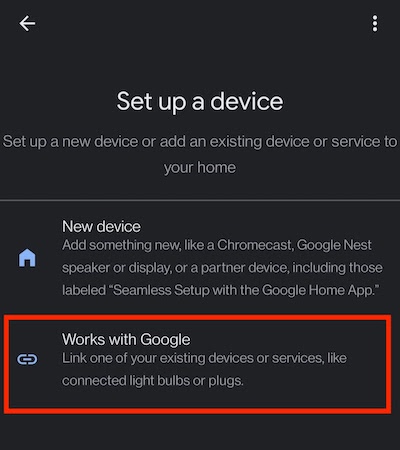 Set up a device
Set up a new device or add an existing device or service to
your home
New device
Add something new, like a Chromecast, Google Nest
speaker or display, or a partner device, including those
labeled “Seamless Setup with the Google Home App.”
Works with Google
Link one of your existing devices or services, like
connected light bulbs or plugs.